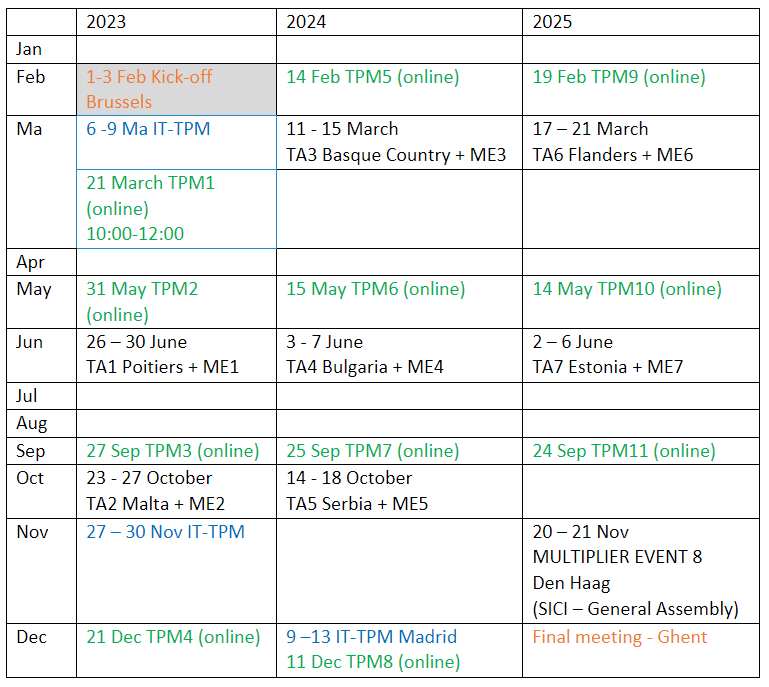 2023 2024 2025
Jan
Feb
1-3 Feb Kick-off
Brussels
14 Feb TPM5 (online)
19 Feb TPM9 (online)
Ma
6 -9 Ma IT-TPM
11 - 15 March
TA3 Basque Country + ME3
17 – 21 March
TA6 Flanders + ME6
21 March TPM1
(online)
10:00-12:00
Apr
May
31 May TPM2
(online)
15 May TPM6 (online)
14 May TPM10 (online)
Jun
26 – 30 June
TA1 Poitiers + ME1
3 - 7 June
TA4 Bulgaria + ME4
2 – 6 June
TA7 Estonia + ME7
Jul
Aug
Sep
27 Sep TPM3 (online)
25 Sep TPM7 (online)
24 Sep TPM11 (online)
Oct
23 - 27 October
TA2 Malta + ME2
14 - 18 October
TA5 Serbia + ME5
Nov
27 – 30 Nov IT-TPM
20 – 21 Nov
MULTIPLIER EVENT 8
Den Haag
(SICI – General Assembly)
Dec
21 Dec TPM4 (online)
9 –13 IT-TPM Madrid
11 Dec TPM8 (online)
Final meeting - Ghent